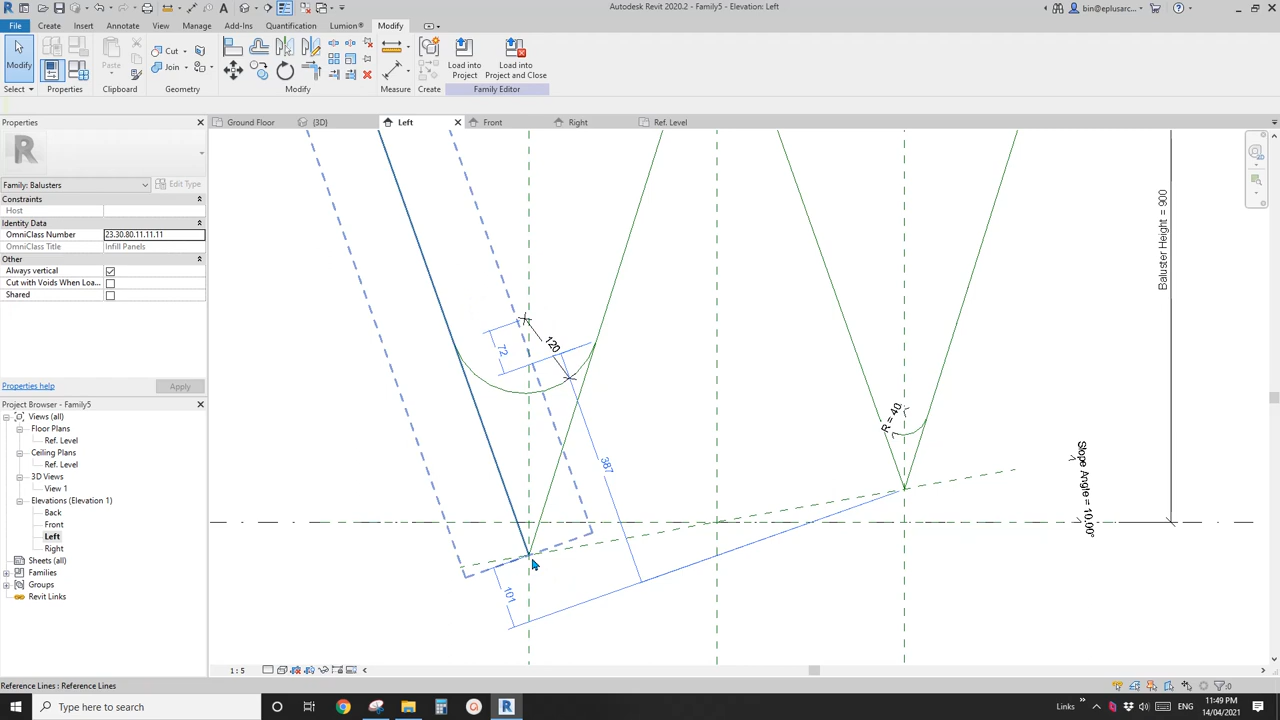 Autodesk Revit 2020.2 - Family5 - Elevation: Left
bin@eplusarc...
File Create Insert Annotate View Manage Add-Ins Quantification Lumion® Modify
Modify
Paste
Cut
Join
Load into Project
Load into Project and Close
Select Properties Clipboard Geometry Modify Measure Create Family Editor
Properties
Ground Floor
(3D)
Left
Front
Right
Ref. Level
Family: Balusters
Edit Type
Constraints
Host
Identity Data
OmniClass Number 23.30.80.11.11.11
OmniClass Title Infill Panels
Other
Always vertical
Cut with Voids When Loa...
Shared
Properties help
Apply
Project Browser - Family5
Views (all)
Floor Plans
Ref. Level
Ceiling Plans
Ref. Level
3D Views
View 1
Elevations (Elevation 1)
Back
Front
Left
Right
Sheets (all)
Families
Groups
Revit Links
Baluster Height = 900
72
120
387
101
R = 40
Slope Angle = 10.00°
1 : 5
Reference Lines : Reference Lines
:0
Type here to search
Links
ENG
11:49 PM
14/04/2021